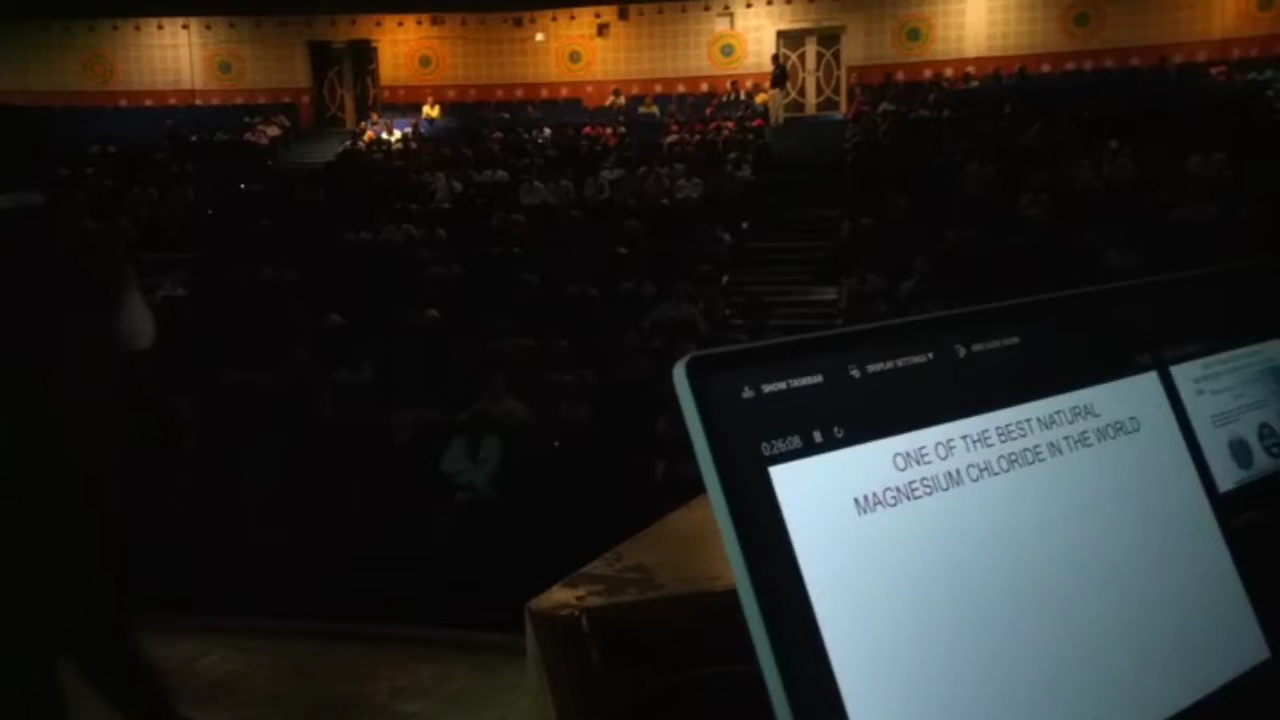 SHOW TASKBAR
DISPLAY SETTINGS
0:26:08
ONE OF THE BEST NATURAL
MAGNESIUM CHLORIDE IN THE WORLD